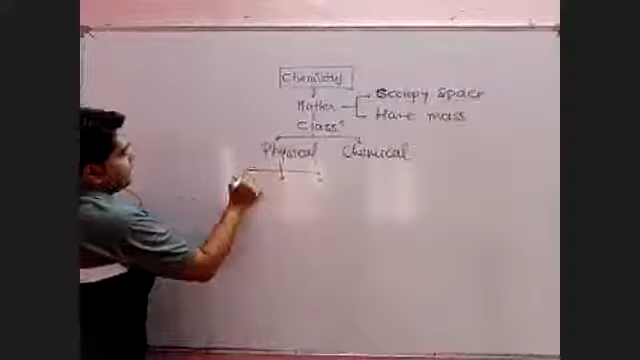 Chemistry
Matter
Occupy space
Have mass
Class^n
Physical
Chemical